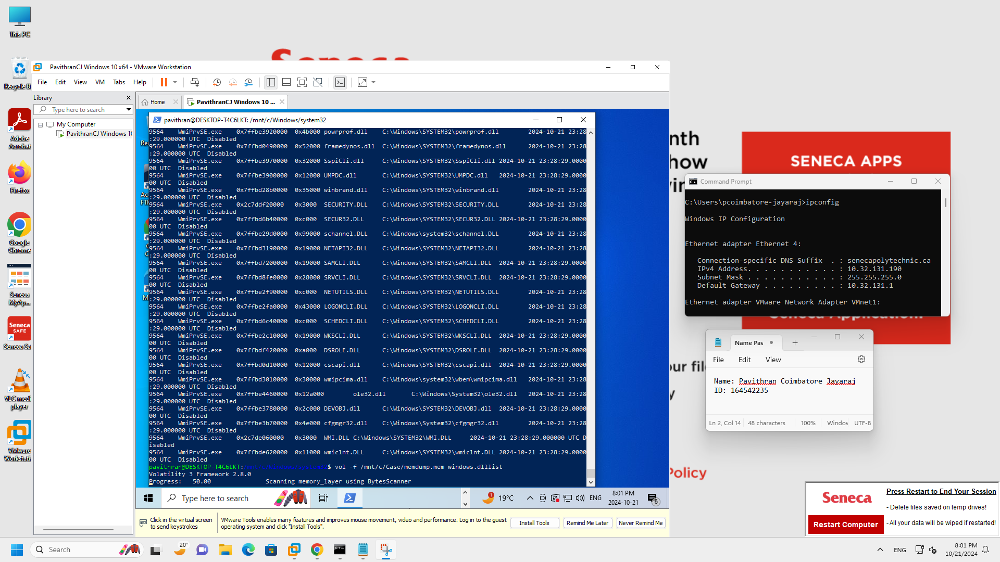 This PC
Recycle Bi
Adobe
Acrobat
Firefox
Google
Chrome
Seneca
MyAp...
Seneca
SAFE
Seneca Sa
VLC medi
player
VMware
Workstati
Seneca
PavithranCJ Windows 10 x64 - VMware Workstation
File Edit View VM Tabs Help
Library
Type here to search
My Computer
PavithranCJ Windows 10
Home
PavithranCJ Windows 10 ...
pavithran@DESKTOP-T4C6LKT: /mnt/c/Windows/system32
9564 WmiPrvSE.exe 0x7ffbe3920000 0x4b000 powrprof.dll C:\Windows\SYSTEM32\powrprof.dll 2024-10-21 23:28
:29.000000 UTC Disabled
9564 WmiPrvSE.exe 0x7ffbd0490000 0x52000 framedynos.dll C:\Windows\SYSTEM32\framedynos.dll 2024-10-21 23:28
:29.000000 UTC Disabled
9564 WmiPrvSE.exe 0x7ffbe3970000 0x32000 SspiCli.dll C:\Windows\SYSTEM32\SspiCli.dll 2024-10-21 23:28:29.0000
00 UTC Disabled
9564 WmiPrvSE.exe 0x7ffbe3900000 0x12000 UMPDC.dll C:\Windows\SYSTEM32\UMPDC.dll 2024-10-21 23:28:29.0000
00 UTC Disabled
9564 WmiPrvSE.exe 0x7ffbd28b0000 0x35000 winbrand.dll C:\Windows\SYSTEM32\winbrand.dll 2024-10-21 23:28
:29.000000 UTC Disabled
9564 WmiPrvSE.exe 0x2c7ddf20000 0x3000 SECURITY.DLL C:\Windows\SYSTEM32\SECURITY.DLL 2024-10-21 23:28
:29.000000 UTC Disabled
9564 WmiPrvSE.exe 0x7ffbd6b40000 0xc000 SECUR32.DLL C:\Windows\SYSTEM32\SECUR32.DLL 2024-10-21 23:28:29.0000
00 UTC Disabled
9564 WmiPrvSE.exe 0x7ffbe29d0000 0x99000 schannel.DLL C:\Windows\system32\schannel.DLL 2024-10-21 23:28
:29.000000 UTC Disabled
9564 WmiPrvSE.exe 0x7ffbd3190000 0x19000 NETAPI32.DLL C:\Windows\SYSTEM32\NETAPI32.DLL 2024-10-21 23:28
:29.000000 UTC Disabled
9564 WmiPrvSE.exe 0x7ffbd7200000 0x19000 SAMCLI.DLL C:\Windows\SYSTEM32\SAMCLI.DLL 2024-10-21 23:28:29.0000
00 UTC Disabled
9564 WmiPrvSE.exe 0x7ffbd8fe0000 0x28000 SRVCLI.DLL C:\Windows\SYSTEM32\SRVCLI.DLL 2024-10-21 23:28:29.0000
00 UTC Disabled
9564 WmiPrvSE.exe 0x7ffbe2f90000 0xc000 NETUTILS.DLL C:\Windows\SYSTEM32\NETUTILS.DLL 2024-10-21 23:28
:29.000000 UTC Disabled
9564 WmiPrvSE.exe 0x7ffbe2fa0000 0x43000 LOGONCLI.DLL C:\Windows\SYSTEM32\LOGONCLI.DLL 2024-10-21 23:28
:29.000000 UTC Disabled
9564 WmiPrvSE.exe 0x7ffbd6c40000 0xc000 SCHEDCLI.DLL C:\Windows\SYSTEM32\SCHEDCLI.DLL 2024-10-21 23:28
:29.000000 UTC Disabled
9564 WmiPrvSE.exe 0x7ffbe2c10000 0x19000 WKSCLI.DLL C:\Windows\SYSTEM32\WKSCLI.DLL 2024-10-21 23:28:29.0000
00 UTC Disabled
9564 WmiPrvSE.exe 0x7ffbdf420000 0xa000 DSROLE.DLL C:\Windows\SYSTEM32\DSROLE.DLL 2024-10-21 23:28:29.0000
00 UTC Disabled
9564 WmiPrvSE.exe 0x7ffbd0d10000 0x12000 cscapi.dll C:\Windows\SYSTEM32\cscapi.dll 2024-10-21 23:28:29.0000
00 UTC Disabled
9564 WmiPrvSE.exe 0x7ffbd3010000 0x30000 wmipcima.dll C:\Windows\system32\wbem\wmipcima.dll 2024-10-21 23:28
:29.000000 UTC Disabled
9564 WmiPrvSE.exe 0x7ffbe4460000 0x12a000 ole32.dll C:\Windows\System32\ole32.dll 2024-10-21 23:28
:29.000000 UTC Disabled
9564 WmiPrvSE.exe 0x7ffbe3780000 0x2c000 DEVOBJ.dll C:\Windows\SYSTEM32\DEVOBJ.dll 2024-10-21 23:28:29.0000
00 UTC Disabled
9564 WmiPrvSE.exe 0x7ffbe3b70000 0x4e000 cfgmgr32.dll C:\Windows\System32\cfgmgr32.dll 2024-10-21 23:28
:29.000000 UTC Disabled
9564 WmiPrvSE.exe 0x2c7de060000 0x3000 WMI.DLL C:\Windows\SYSTEM32\WMI.DLL 2024-10-21 23:28:29.000000 UTC D
isabled
9564 WmiPrvSE.exe 0x7ffbde620000 0x11000 wmiclnt.DLL C:\Windows\SYSTEM32\wmiclnt.DLL 2024-10-21 23:28:29.0000
00 UTC Disabled
pavithran@DESKTOP-T4C6LKT:/mnt/c/Windows/system32$ vol -f /mnt/c/Case/memdump.mem windows.dlllist
Volatility 3 Framework 2.8.0
Progress: 50.00 Scanning memory_layer using BytesScanner
Type here to search
1
19°C
ENG
8:01 PM
2024-10-21
6
Click in the virtual screen
to send keystrokes
VMware Tools enables many features and improves mouse movement, video and performance. Log in to the guest
operating system and click "Install Tools".
Install Tools
Remind Me Later
Never Remind Me
nth
how
SENECA APPS
Command Prompt
C:\Users\pcoimbatore-jayaraj>ipconfig
Windows IP Configuration
Ethernet adapter Ethernet 4:
Connection-specific DNS Suffix . : senecapolytechnic.ca
IPv4 Address. . . . . . . . . . . : 10.32.131.190
Subnet Mask . . . . . . . . . . . : 255.255.255.0
Default Gateway . . . . . . . . . : 10.32.131.1
Ethernet adapter VMware Network Adapter VMnet1:
Name Pav
File Edit View
Name: Pavithran Coimbatore Jayaraj
ID: 164542235
Ln 2, Col 14 48 characters 100% Window UTF-8
Policy
Seneca
Restart Computer
Press Restart to End Your Session
- Delete files saved on temp drives!
- All your data will be wiped if restarted!
Search
20°
ENG
8:01 PM
10/21/2024